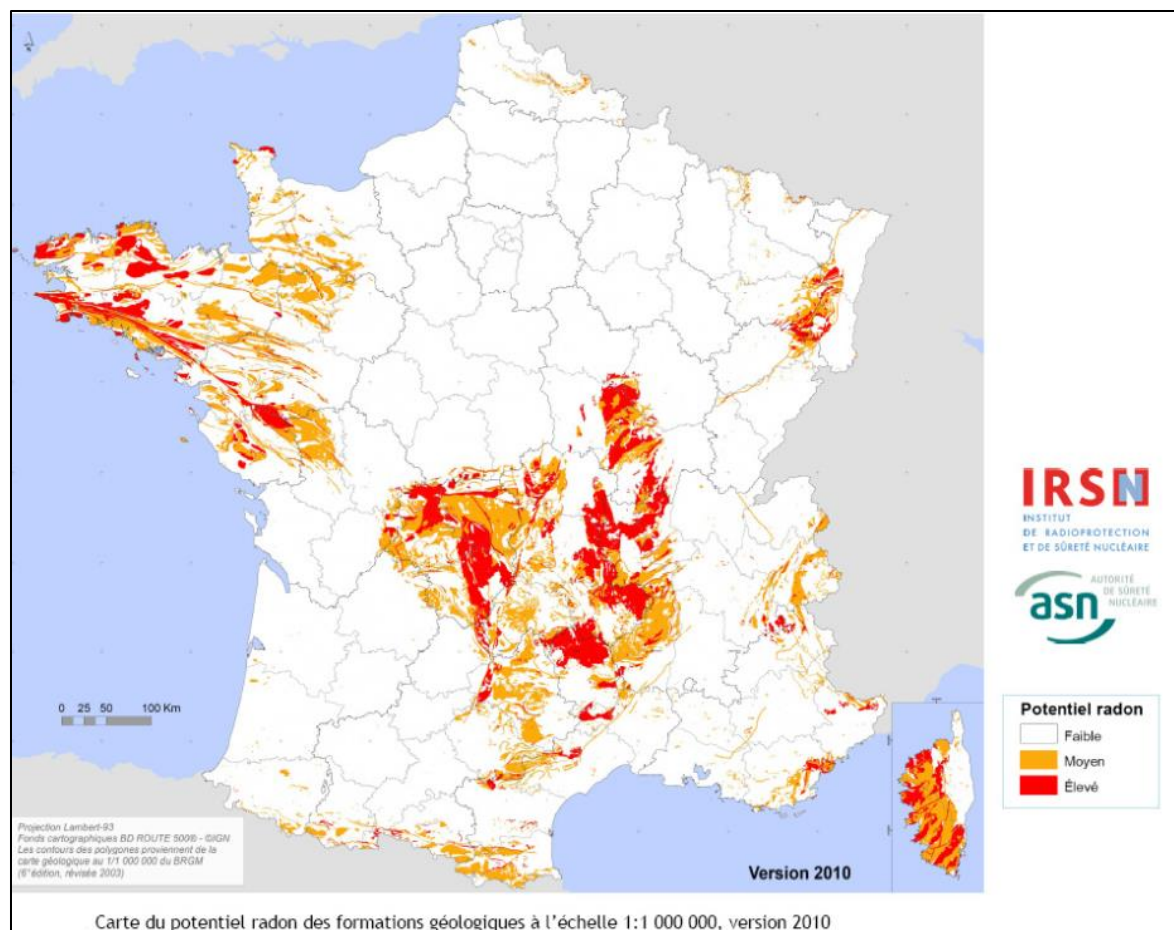 IRSN
INSTITUT
DE RADIOPROTECTION
ET DE SÛRETÉ NUCLÉAIRE
AUTORITÉ
DE SÛRETÉ
NUCLÉAIRE
asn
0 25 50 100 Km
Potentiel radon
Faible
Moyen
Élevé
Projection Lambert-93
Fonds cartographiques BD ROUTE 500® - ©IGN
Les contours des polygones proviennent de la
carte géologique au 1/1 000 000 du BRGM
(6° édition, révisée 2003)
Version 2010
Carte du potentiel radon des formations géologiques à l'échelle 1:1 000 000, version 2010